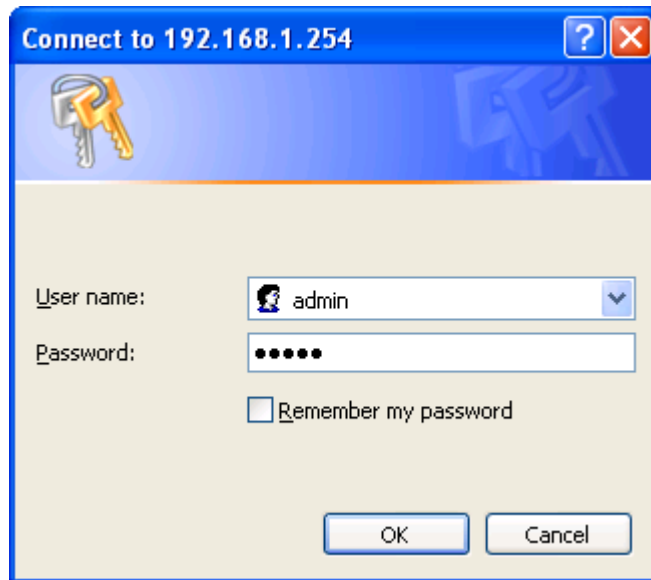 Connect to 192.168.1.254
User name:
admin
Password:
•••••
Remember my password
OK
Cancel